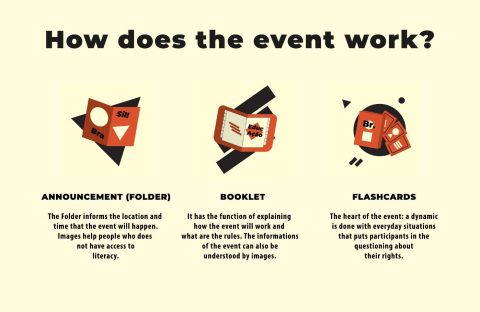 How does the event work?
Sil!
Bra
Educ
Ação
Br
ANNOUNCEMENT (FOLDER)
The Folder informs the location and
time that the event will happen.
Images help people who does
not have access to
literacy.
BOOKLET
It has the function of explaining
how the event will work and
what are the rules. The informations
of the event can also be
understood by images.
FLASHCARDS
The heart of the event: a dynamic
is done with everyday situations
that puts participants in the
questioning about
their rights.